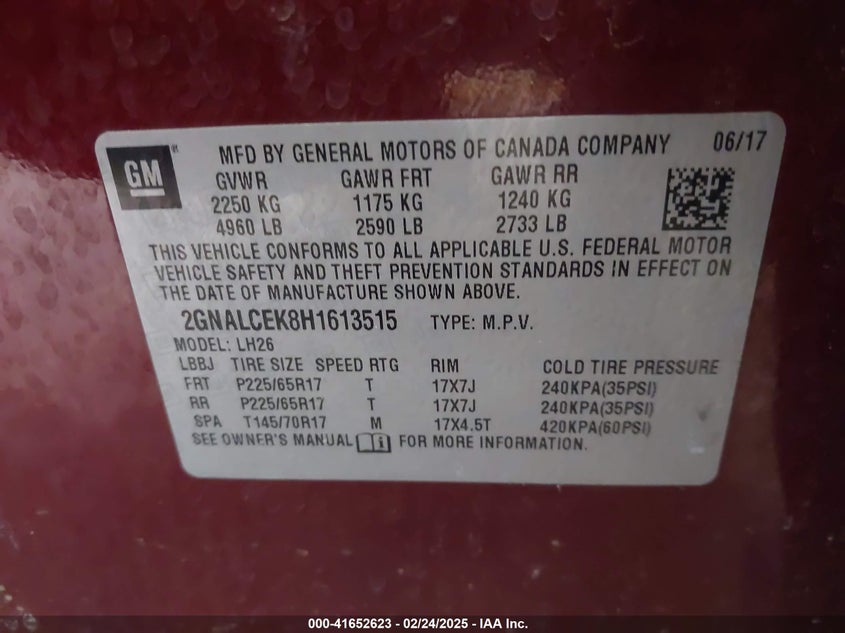 GM ® MFD BY GENERAL MOTORS OF CANADA COMPANY 06/17
GVWR GAWR FRT GAWR RR
2250 KG 1175 KG 1240 KG
4960 LB 2590 LB 2733 LB
THIS VEHICLE CONFORMS TO ALL APPLICABLE U.S. FEDERAL MOTOR
VEHICLE SAFETY AND THEFT PREVENTION STANDARDS IN EFFECT ON
THE DATE OF MANUFACTURE SHOWN ABOVE.
2GNALCEK8H1613515 TYPE: M.P.V.
MODEL: LH26
LBBJ TIRE SIZE SPEED RTG RIM COLD TIRE PRESSURE
FRT P225/65R17 T 17X7J 240KPA(35PSI)
RR P225/65R17 T 17X7J 240KPA(35PSI)
SPA T145/70R17 M 17X4.5T 420KPA(60PSI)
SEE OWNER'S MANUAL FOR MORE INFORMATION.
000-41652623 - 02/24/2025 - IAA Inc.